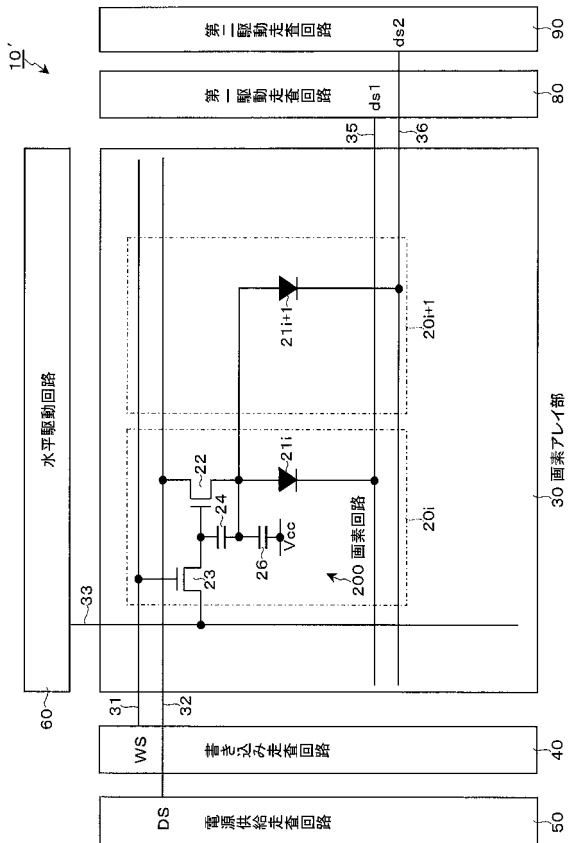 10′
水平駆動回路
60
33
31
32
WS
書き込み走査回路
40
DS
電源供給走査回路
50
22
23
24
26
Vcc
21i
200 画素回路
20i
21i+1
20i+1
30 画素アレイ部
35
36
ds1
第一駆動走査回路
80
ds2
第二駆動走査回路
90